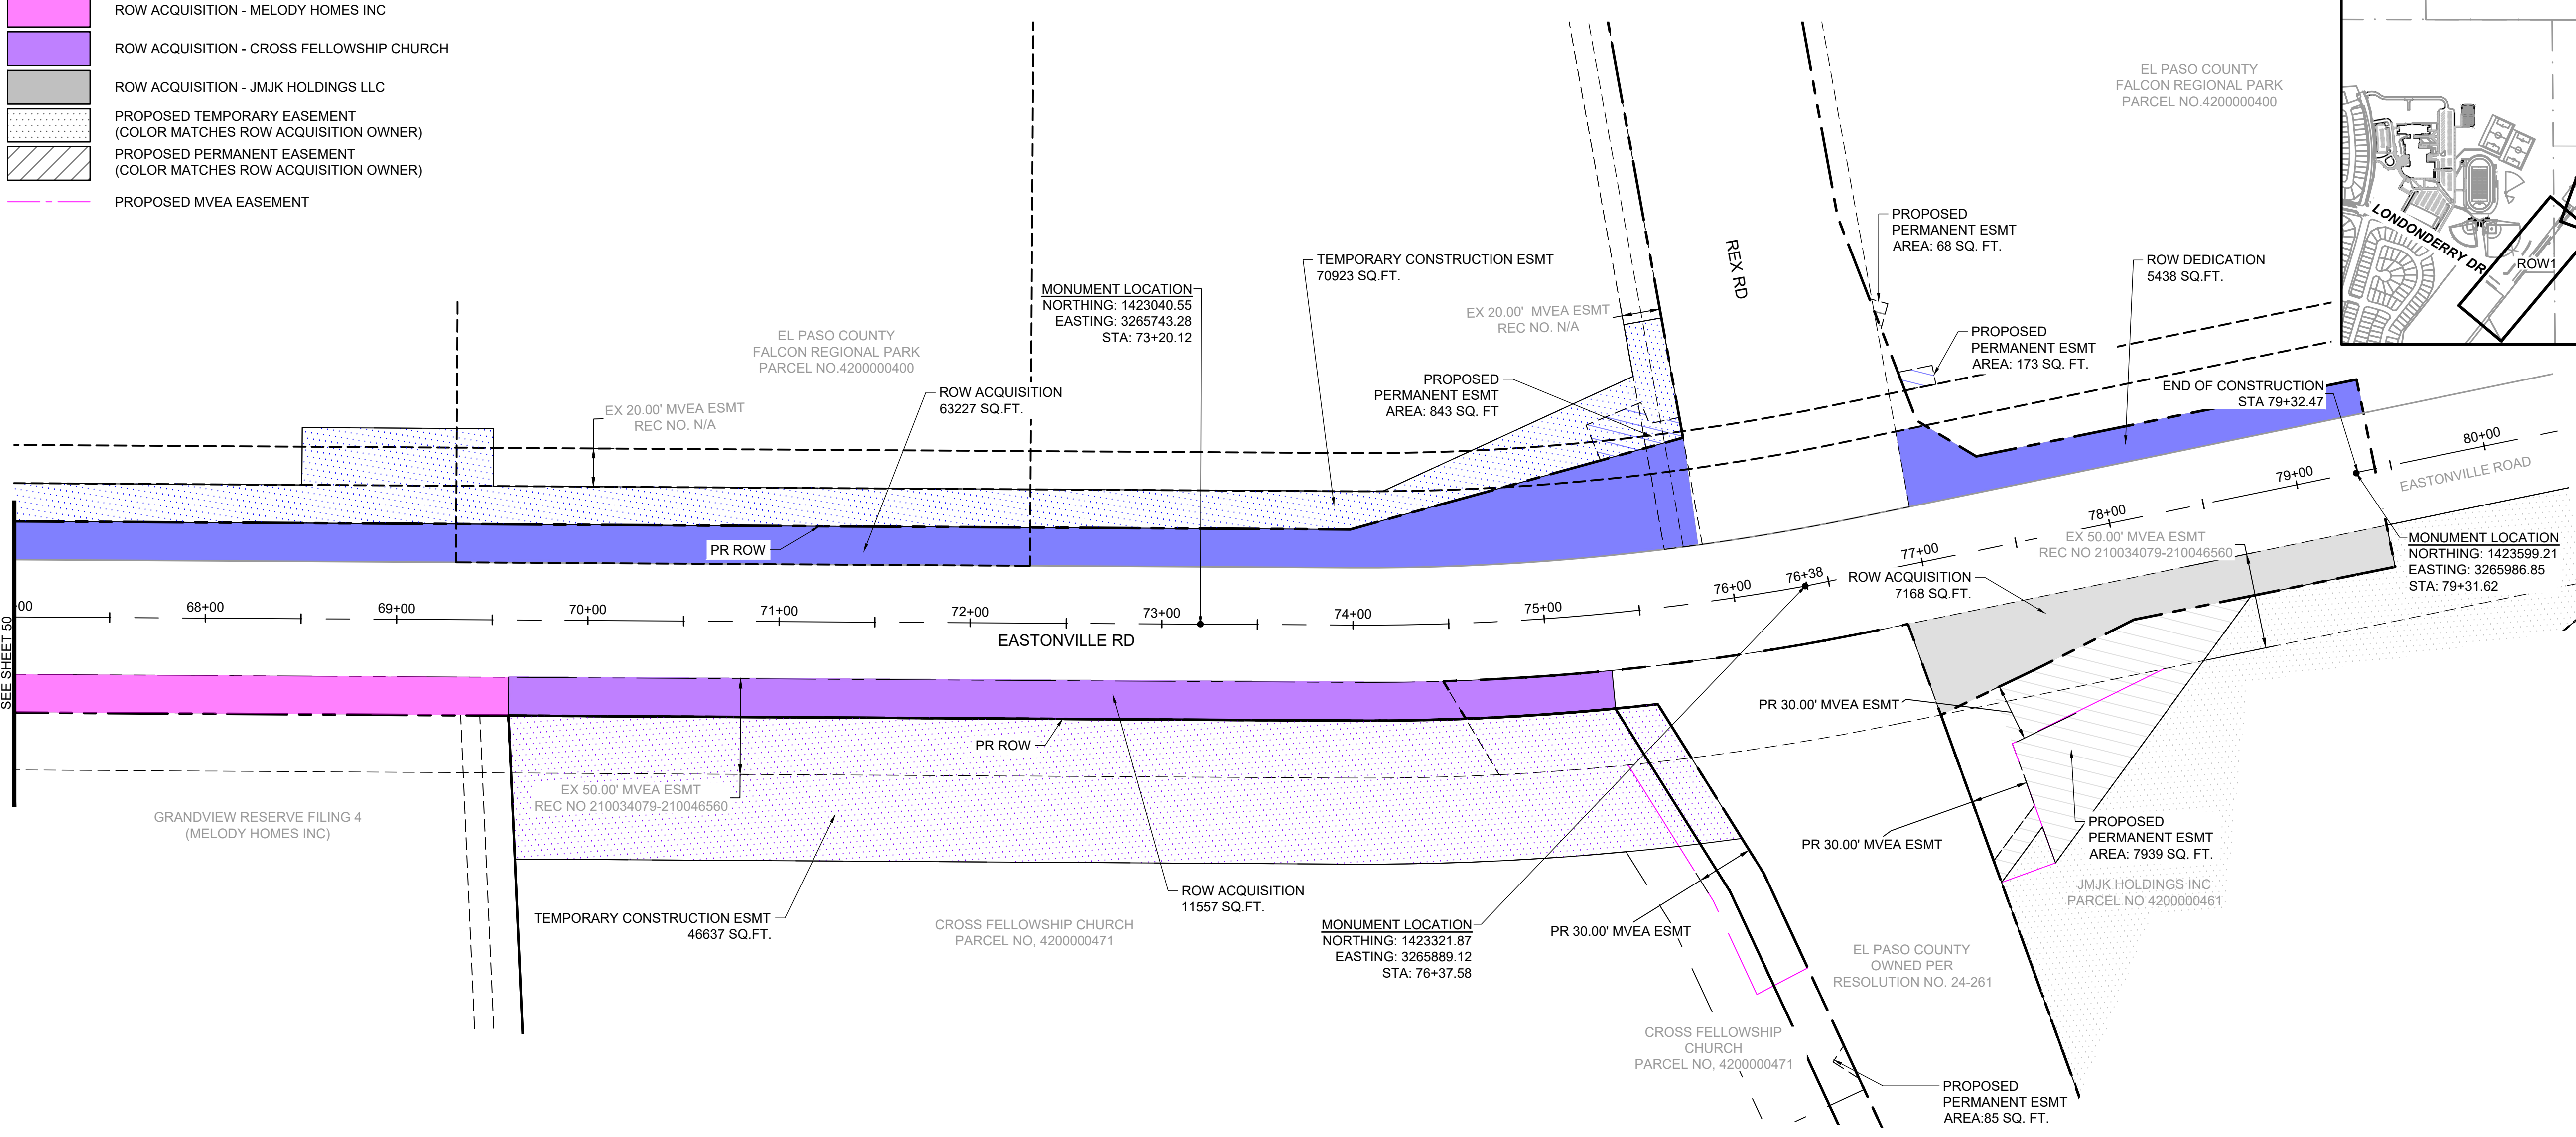 ROW ACQUISITION - MELODY HOMES INC
ROW ACQUISITION - CROSS FELLOWSHIP CHURCH
ROW ACQUISITION - JMJK HOLDINGS LLC
PROPOSED TEMPORARY EASEMENT
(COLOR MATCHES ROW ACQUISITION OWNER)
PROPOSED PERMANENT EASEMENT
(COLOR MATCHES ROW ACQUISITION OWNER)
PROPOSED MVEA EASEMENT
EL PASO COUNTY
FALCON REGIONAL PARK
PARCEL NO.4200000400
LONDONDERRY DR
ROW1
REX RD
PROPOSED
PERMANENT ESMT
AREA: 68 SQ. FT.
ROW DEDICATION
5438 SQ.FT.
TEMPORARY CONSTRUCTION ESMT
70923 SQ.FT.
MONUMENT LOCATION
NORTHING: 1423040.55
EASTING: 3265743.28
STA: 73+20.12
EX 20.00' MVEA ESMT
REC NO. N/A
EL PASO COUNTY
FALCON REGIONAL PARK
PARCEL NO.4200000400
PROPOSED
PERMANENT ESMT
AREA: 173 SQ. FT.
ROW ACQUISITION
63227 SQ.FT.
PROPOSED
PERMANENT ESMT
AREA: 843 SQ. FT
END OF CONSTRUCTION
STA 79+32.47
EX 20.00' MVEA ESMT
REC NO. N/A
PR ROW
80+00
79+00
78+00
77+00
76+38
76+00
75+00
74+00
73+00
72+00
71+00
70+00
69+00
68+00
00
EASTONVILLE ROAD
EX 50.00' MVEA ESMT
REC NO 210034079-210046560
MONUMENT LOCATION
NORTHING: 1423599.21
EASTING: 3265986.85
STA: 79+31.62
ROW ACQUISITION
7168 SQ.FT.
EASTONVILLE RD
SEE SHEET 50
PR 30.00' MVEA ESMT
PR ROW
EX 50.00' MVEA ESMT
REC NO 210034079-210046560
GRANDVIEW RESERVE FILING 4
(MELODY HOMES INC)
PR 30.00' MVEA ESMT
PROPOSED
PERMANENT ESMT
AREA: 7939 SQ. FT.
JMJK HOLDINGS INC
PARCEL NO 4200000461
ROW ACQUISITION
11557 SQ.FT.
TEMPORARY CONSTRUCTION ESMT
46637 SQ.FT.
CROSS FELLOWSHIP CHURCH
PARCEL NO, 4200000471
MONUMENT LOCATION
NORTHING: 1423321.87
EASTING: 3265889.12
STA: 76+37.58
PR 30.00' MVEA ESMT
EL PASO COUNTY
OWNED PER
RESOLUTION NO. 24-261
CROSS FELLOWSHIP
CHURCH
PARCEL NO, 4200000471
PROPOSED
PERMANENT ESMT
AREA:85 SQ. FT.